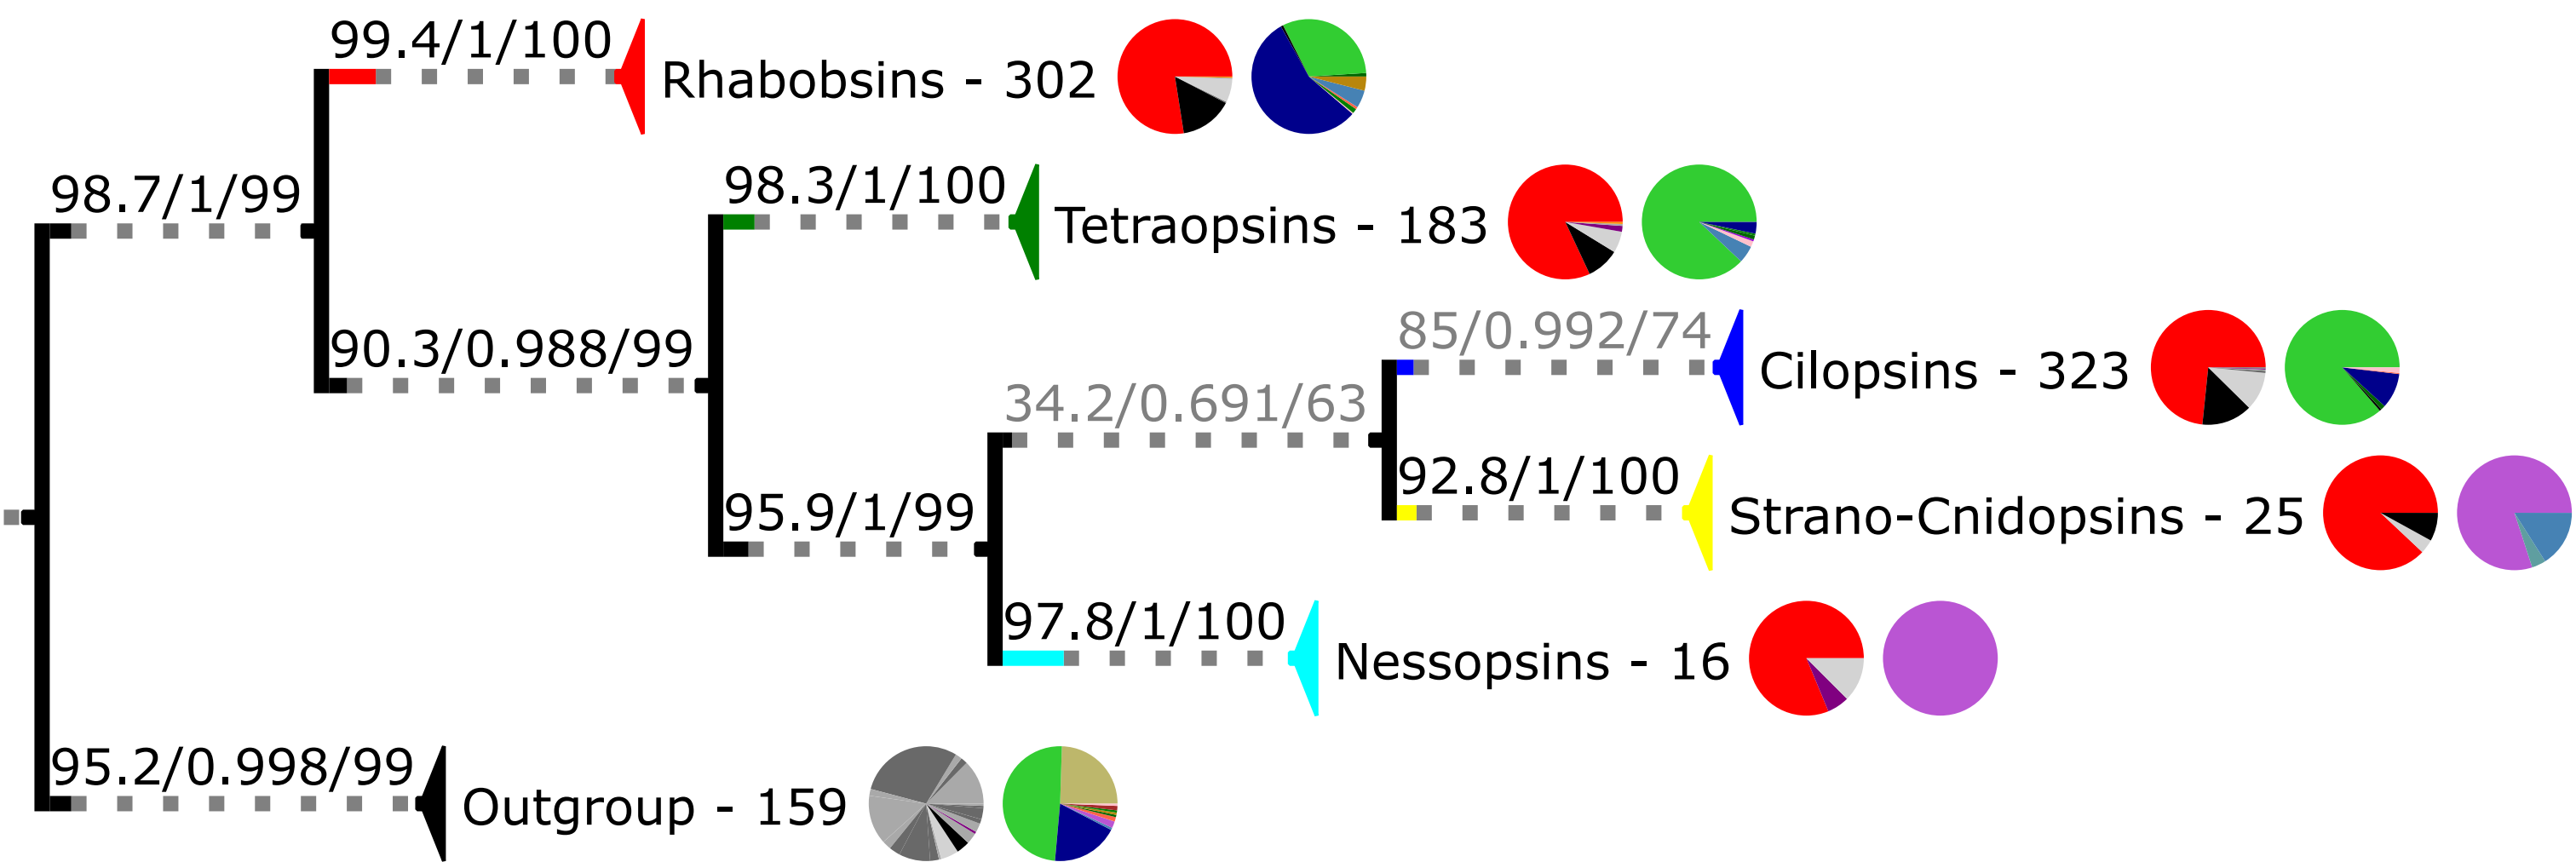 99.4/1/100
Rhabobsins - 302
98.7/1/99
98.3/1/100
Tetraopsins - 183
90.3/0.988/99
85/0.992/74
Cilopsins - 323
34.2/0.691/63
92.8/1/100
Strano-Cnidopsins - 25
95.9/1/99
97.8/1/100
Nessopsins - 16
95.2/0.998/99
Outgroup - 159